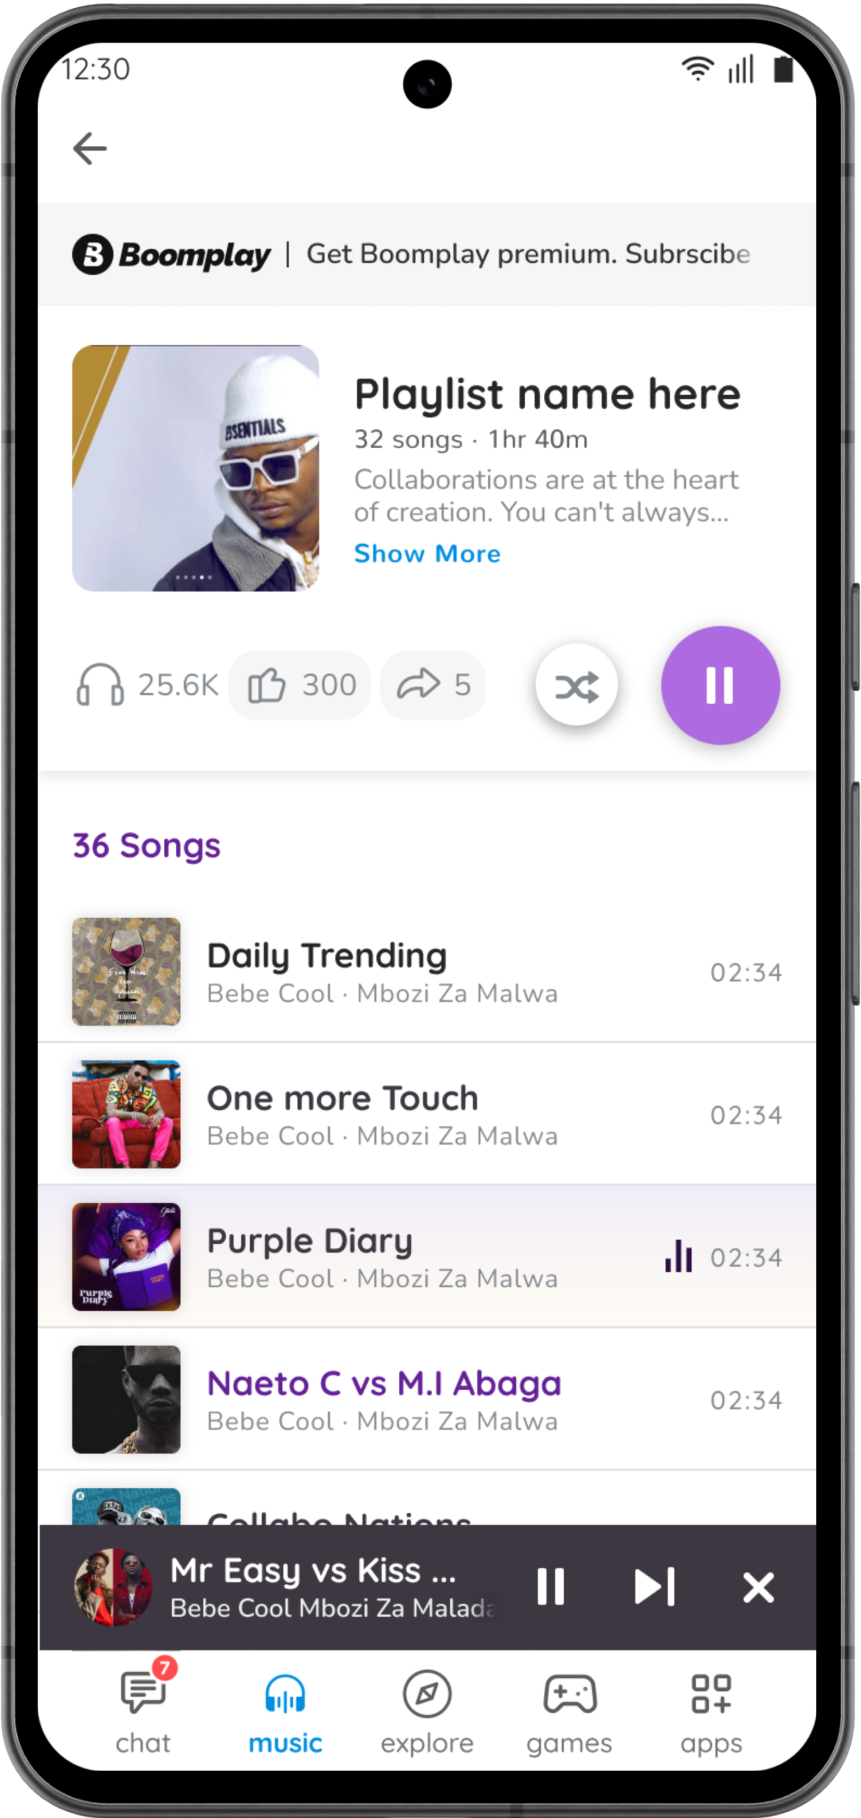 12:30
Boomplay | Get Boomplay premium. Subrscibe
ESSENTIALS
Playlist name here
32 songs · 1hr 40m
Collaborations are at the heart
of creation. You can't always...
Show More
25.6K 300 5
36 Songs
Daily Trending
Bebe Cool · Mbozi Za Malwa
02:34
One more Touch
Bebe Cool · Mbozi Za Malwa
02:34
Purple Diary
Bebe Cool · Mbozi Za Malwa
02:34
Purple
Diary
Naeto C vs M.I Abaga
Bebe Cool · Mbozi Za Malwa
02:34
Collabo Nations
Mr Easy vs Kiss ...
Bebe Cool Mbozi Za Malada
7
chat music explore games apps